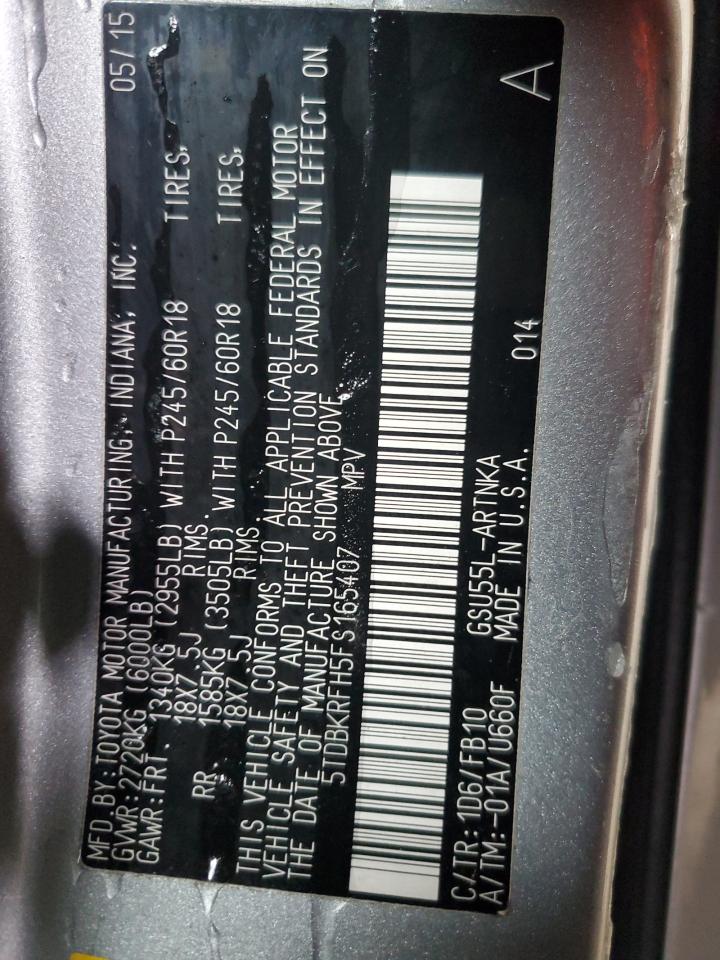 MFD. BY: TOYOTA MOTOR MANUFACTURING, INDIANA, INC. 05/15
GVWR: 2720KG (6000LB)
GAWR: FRT. 1340KG (2955LB) WITH P245/60R18 TIRES,
18X7.5J RIMS.
RR. 1585KG (3505LB) WITH P245/60R18 TIRES,
18X7.5J RIMS.
THIS VEHICLE CONFORMS TO ALL APPLICABLE FEDERAL MOTOR
VEHICLE SAFETY AND THEFT PREVENTION STANDARDS IN EFFECT ON
THE DATE OF MANUFACTURE SHOWN ABOVE.
5TDBKRFH5FS165407 MPV
C/TR: 1D6/FB10 GSU55L-ARTNKA 014 A
A/TM: -01A/U660F MADE IN U.S.A.